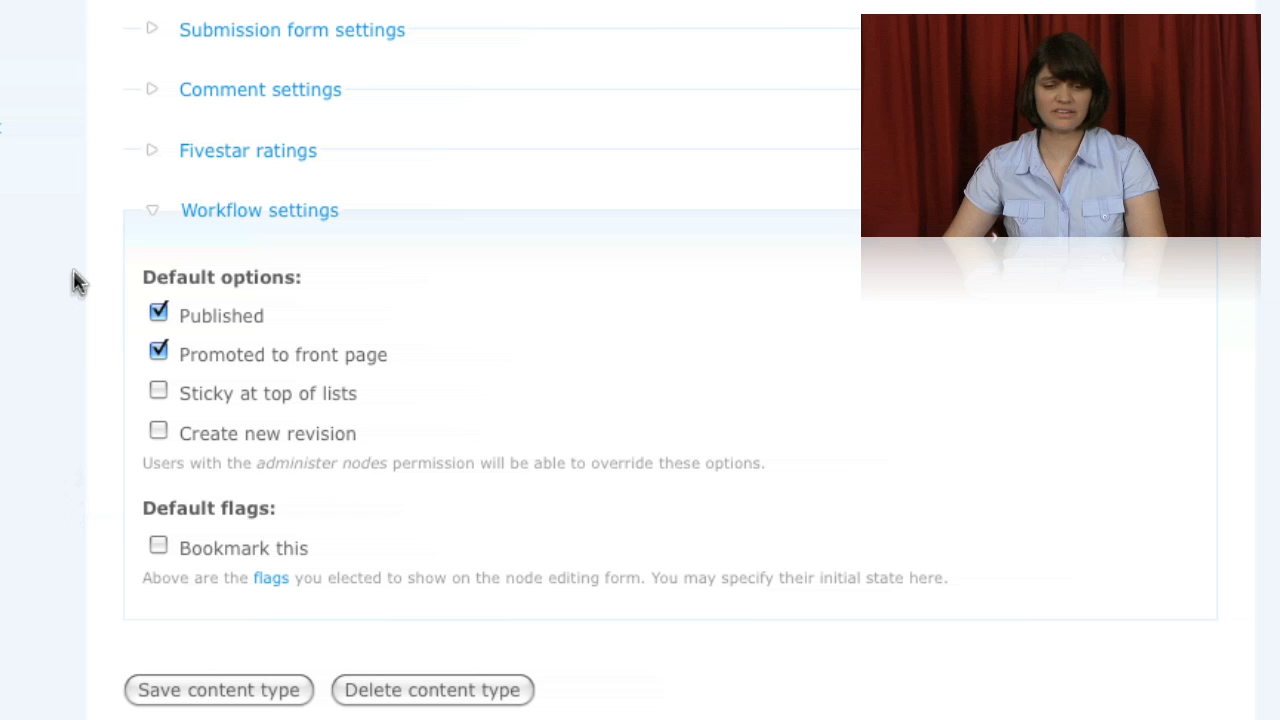 Submission form settings
Comment settings
Fivestar ratings
Workflow settings
Default options:
Published
Promoted to front page
Sticky at top of lists
Create new revision
Users with the administer nodes permission will be able to override these options.
Default flags:
Bookmark this
Above are the flags you elected to show on the node editing form. You may specify their initial state here.
Save content type
Delete content type